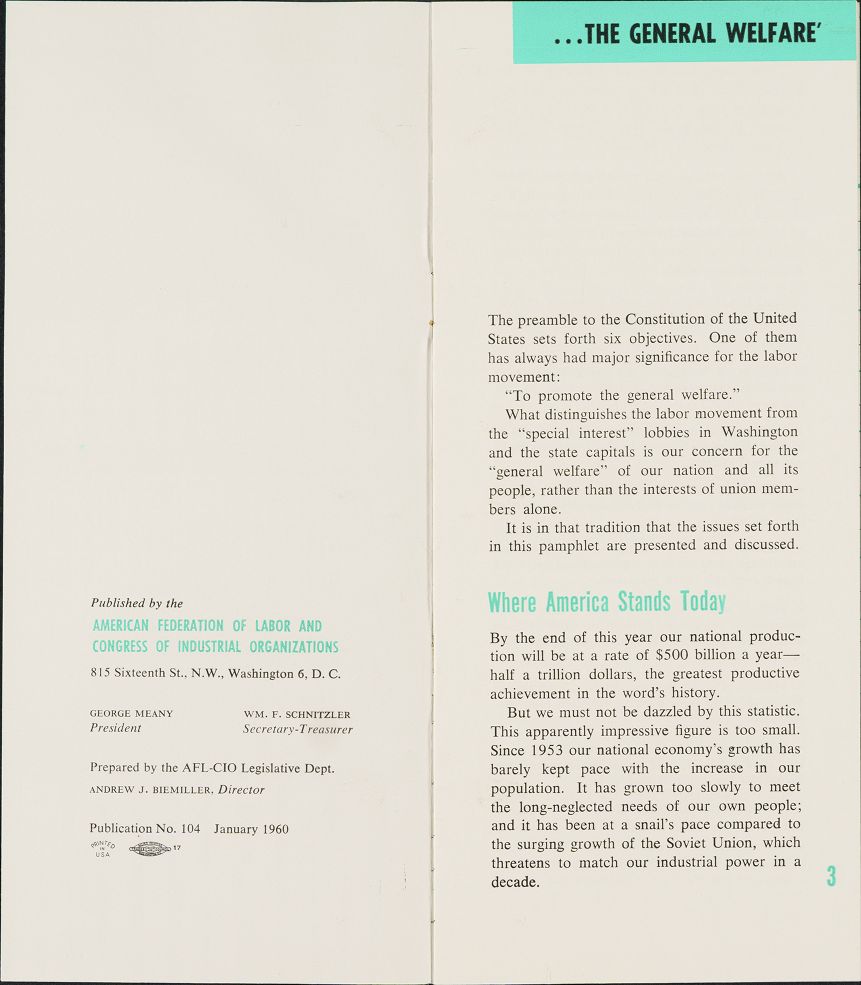 Published by the
AMERICAN FEDERATION OF LABOR AND
CONGRESS OF INDUSTRIAL ORGANIZATIONS
815 Sixteenth St., N.W., Washington 6, D. C.
GEORGE MEANY
President
WM. F. SCHNITZLER
Secretary-Treasurer
Prepared by the AFL-CIO Legislative Dept.
ANDREW J. BIEMILLER, Director
Publication No. 104 January 1960
PRINTED
IN
USA
17
...THE GENERAL WELFARE'
The preamble to the Constitution of the United
States sets forth six objectives. One of them
has always had major significance for the labor
movement:
“To promote the general welfare.”
What distinguishes the labor movement from
the “special interest” lobbies in Washington
and the state capitals is our concern for the
“general welfare” of our nation and all its
people, rather than the interests of union mem-
bers alone.
It is in that tradition that the issues set forth
in this pamphlet are presented and discussed.
Where America Stands Today
By the end of this year our national produc-
tion will be at a rate of $500 billion a year—
half a trillion dollars, the greatest productive
achievement in the word's history.
But we must not be dazzled by this statistic.
This apparently impressive figure is too small.
Since 1953 our national economy's growth has
barely kept pace with the increase in our
population. It has grown too slowly to meet
the long-neglected needs of our own people;
and it has been at a snail's pace compared to
the surging growth of the Soviet Union, which
threatens to match our industrial power in a
decade.
3